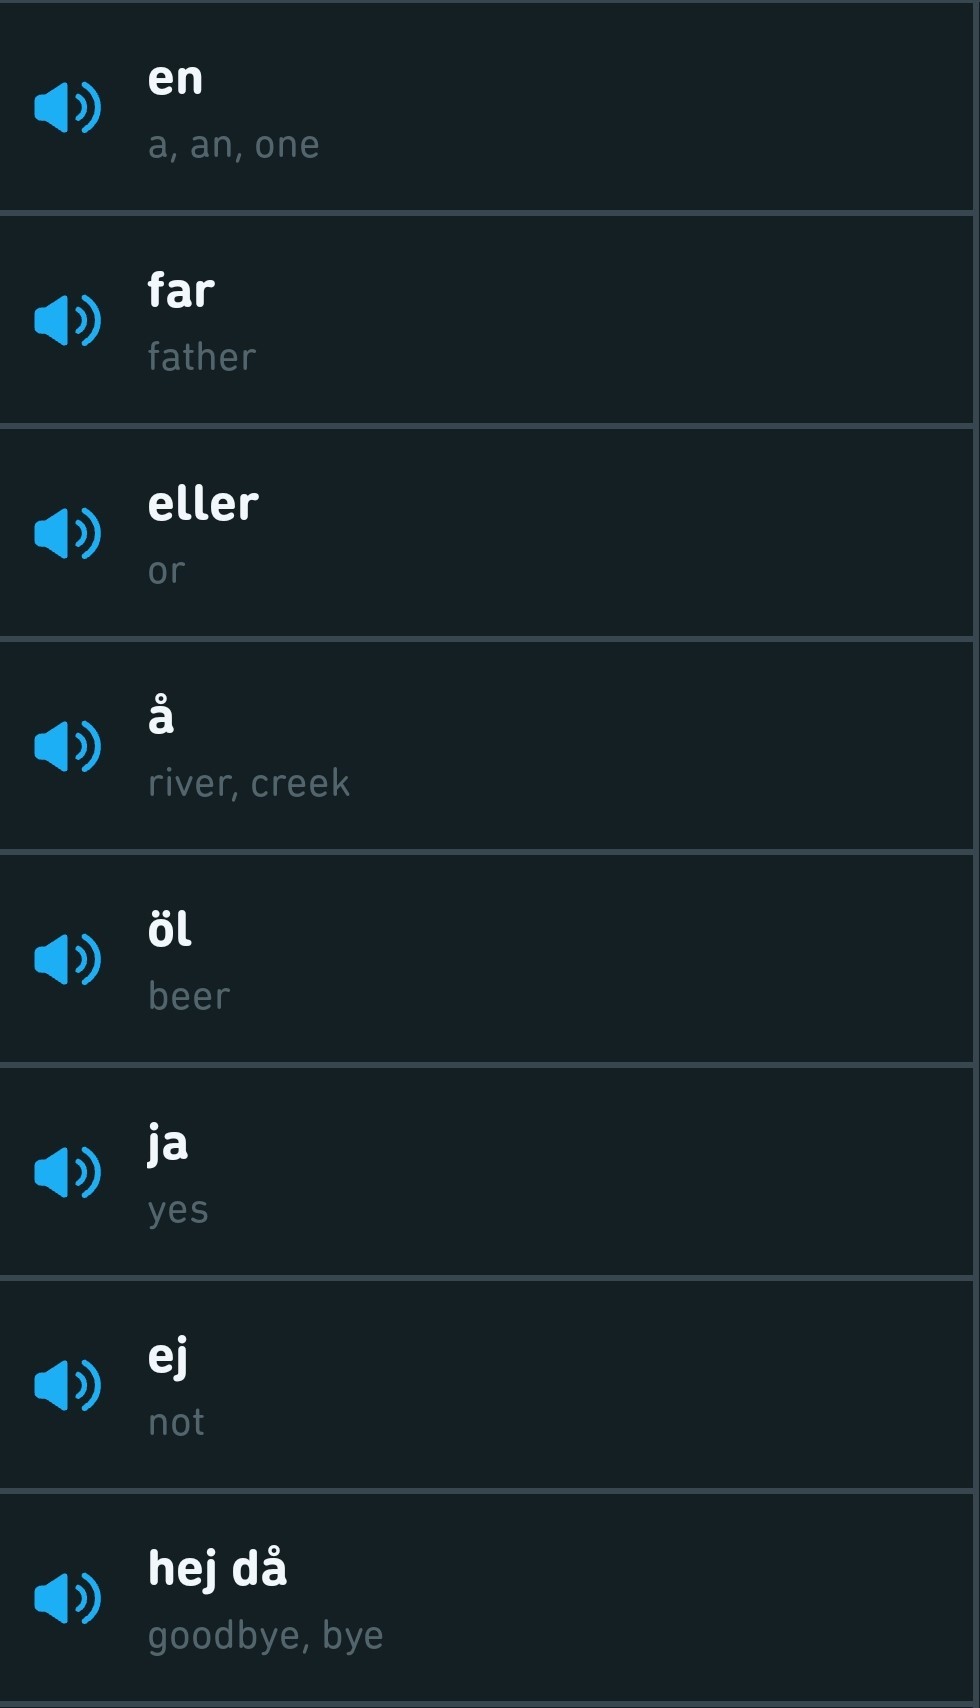 en
a, an, one
far
father
eller
or
å
river, creek
öl
beer
ja
yes
ej
not
hej då
goodbye, bye